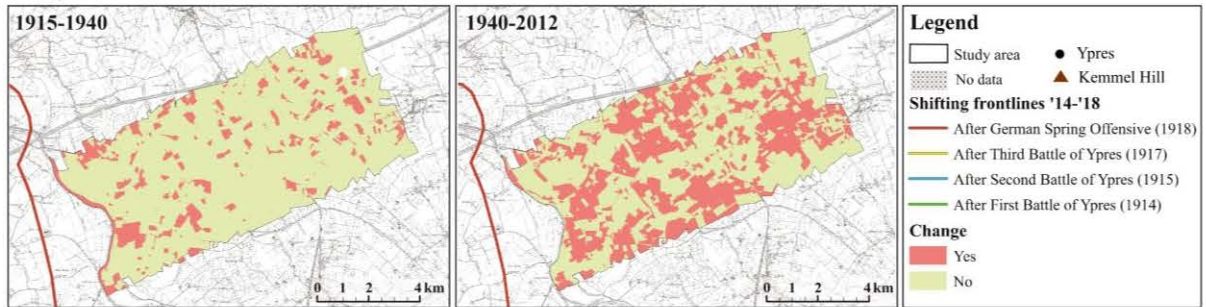 1915-1940
0 1 2 4 km
1940-2012
0 1 2 4 km
Legend
Study area
Ypres
No data
Kemmel Hill
Shifting frontlines '14-'18
After German Spring Offensive (1918)
After Third Battle of Ypres (1917)
After Second Battle of Ypres (1915)
After First Battle of Ypres (1914)
Change
Yes
No